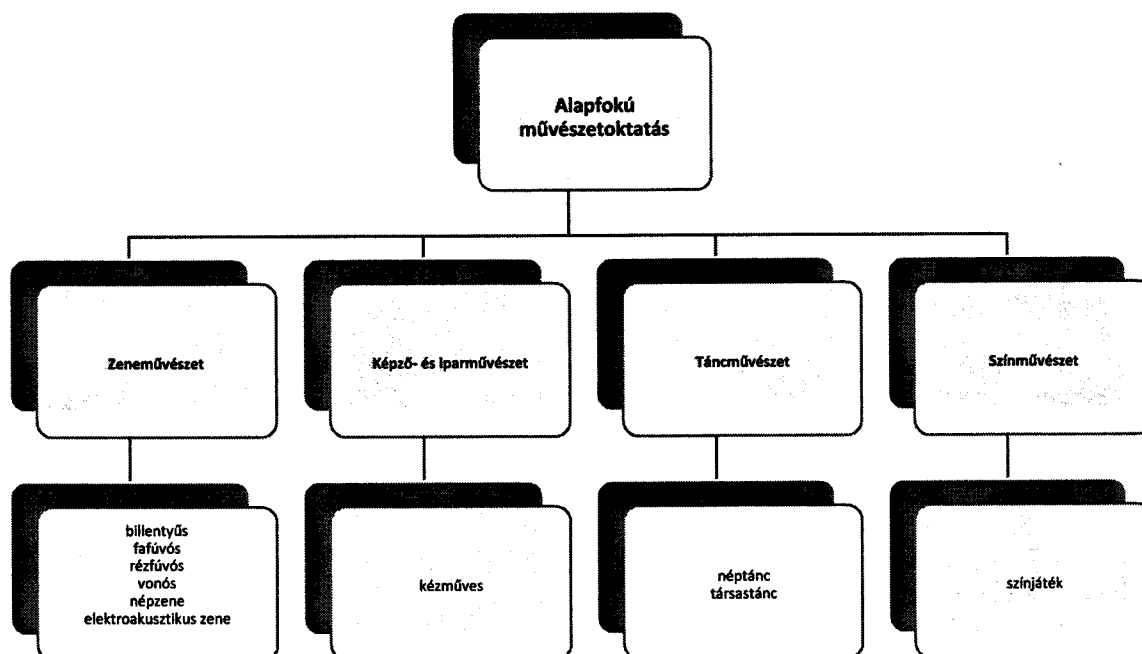 Alapfokú
művészetoktatás
Zeneművészet
Képző- és iparművészet
Táncművészet
Színművészet
billentyűs
fafúvós
rézfúvós
vonós
népzene
elektroakusztikus zene
kézműves
néptánc
társastánc
színjáték